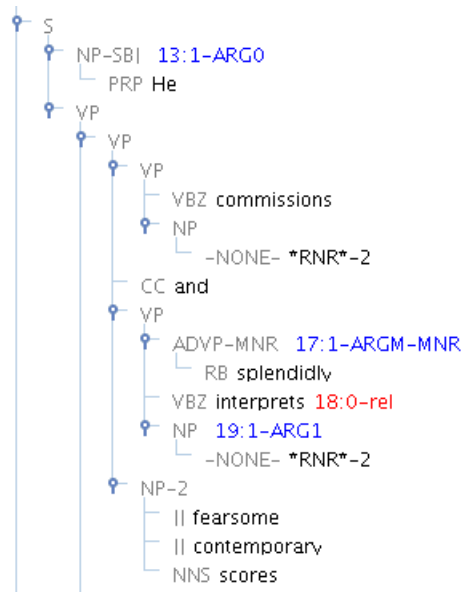 S
NP-SBJ 13:1-ARG0
PRP He
VP
VP
VP
VBZ commissions
NP
-NONE- *RNR*-2
CC and
VP
ADVP-MNR 17:1-ARGM-MNR
RB splendidly
VBZ interprets 18:0-rel
NP 19:1-ARG1
-NONE- *RNR*-2
NP-2
JJ fearsome
JJ contemporary
NNS scores